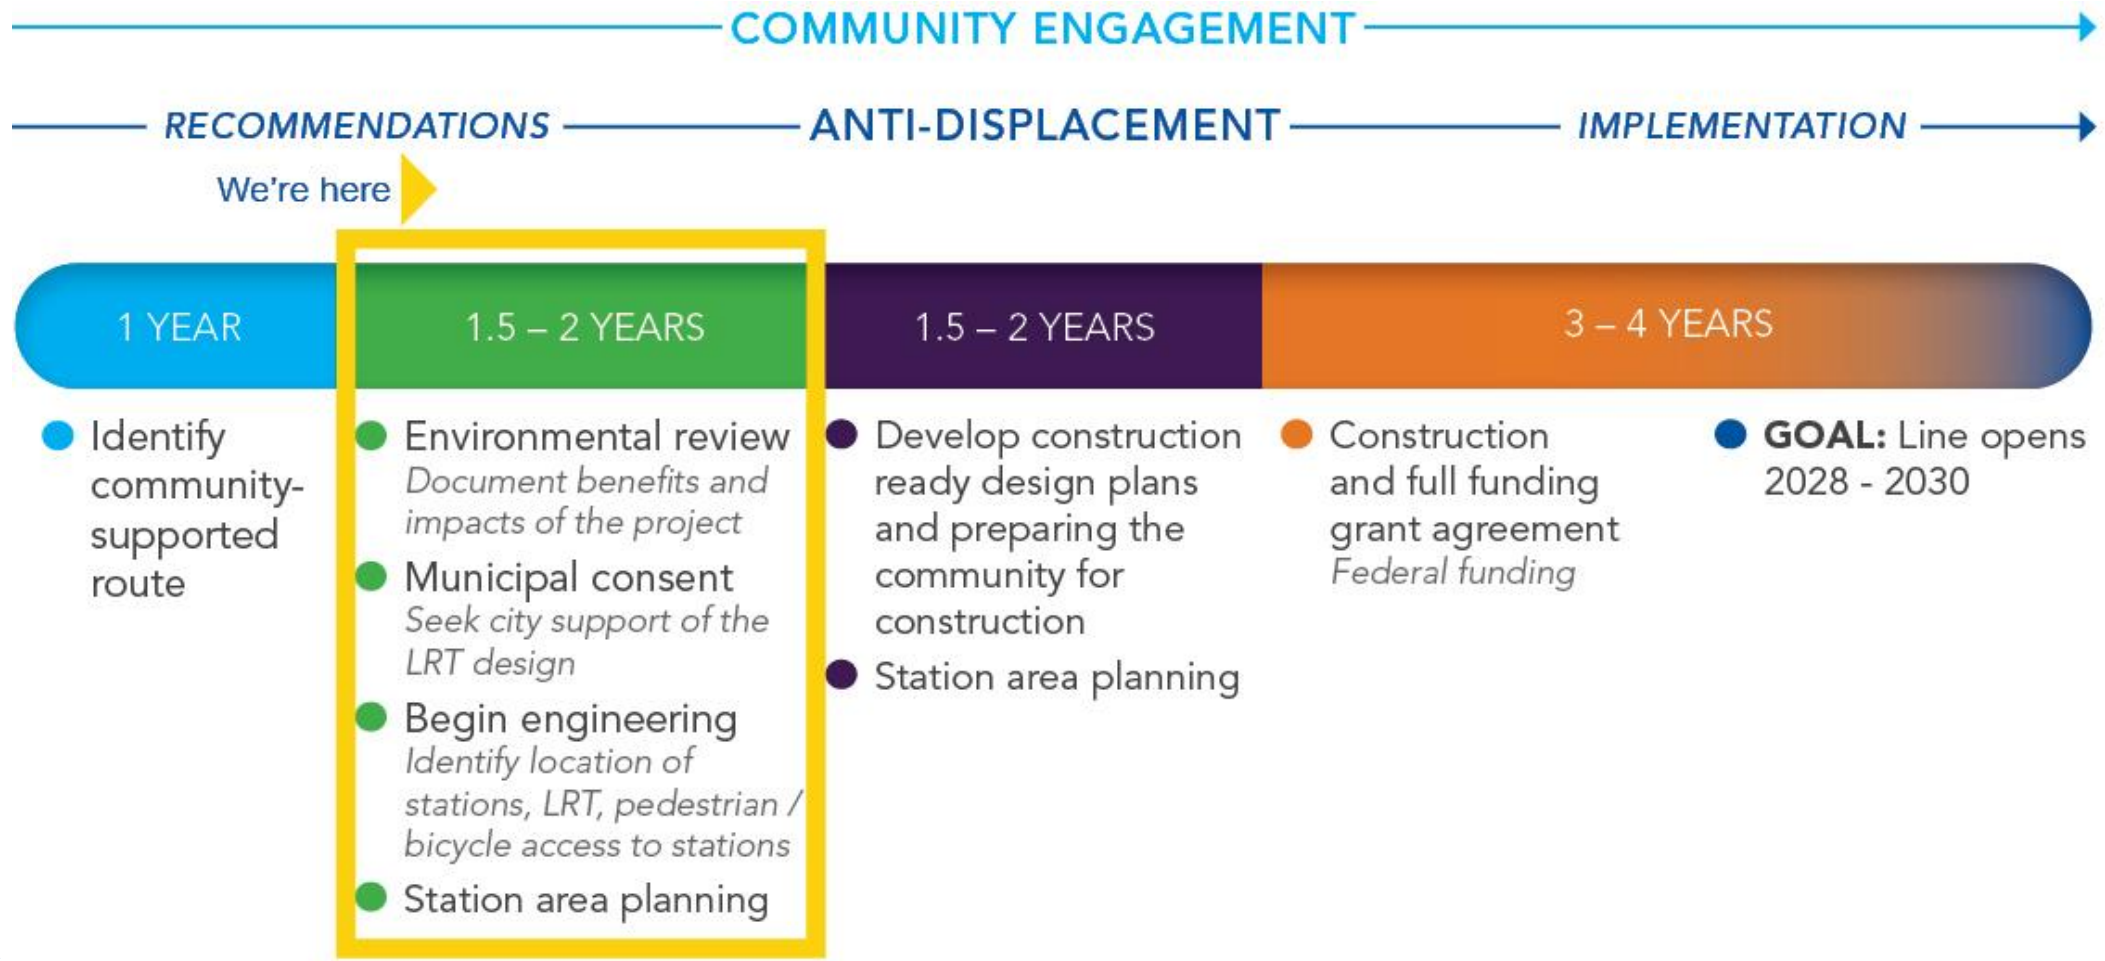 COMMUNITY ENGAGEMENT
RECOMMENDATIONS
ANTI-DISPLACEMENT
IMPLEMENTATION
We're here
1 YEAR
1.5 – 2 YEARS
1.5 – 2 YEARS
3 – 4 YEARS
Identify
community-
supported
route
Environmental review
Document benefits and
impacts of the project
Municipal consent
Seek city support of the
LRT design
Begin engineering
Identify location of
stations, LRT, pedestrian /
bicycle access to stations
Station area planning
Develop construction
ready design plans
and preparing the
community for
construction
Station area planning
Construction
and full funding
grant agreement
Federal funding
GOAL: Line opens
2028 - 2030